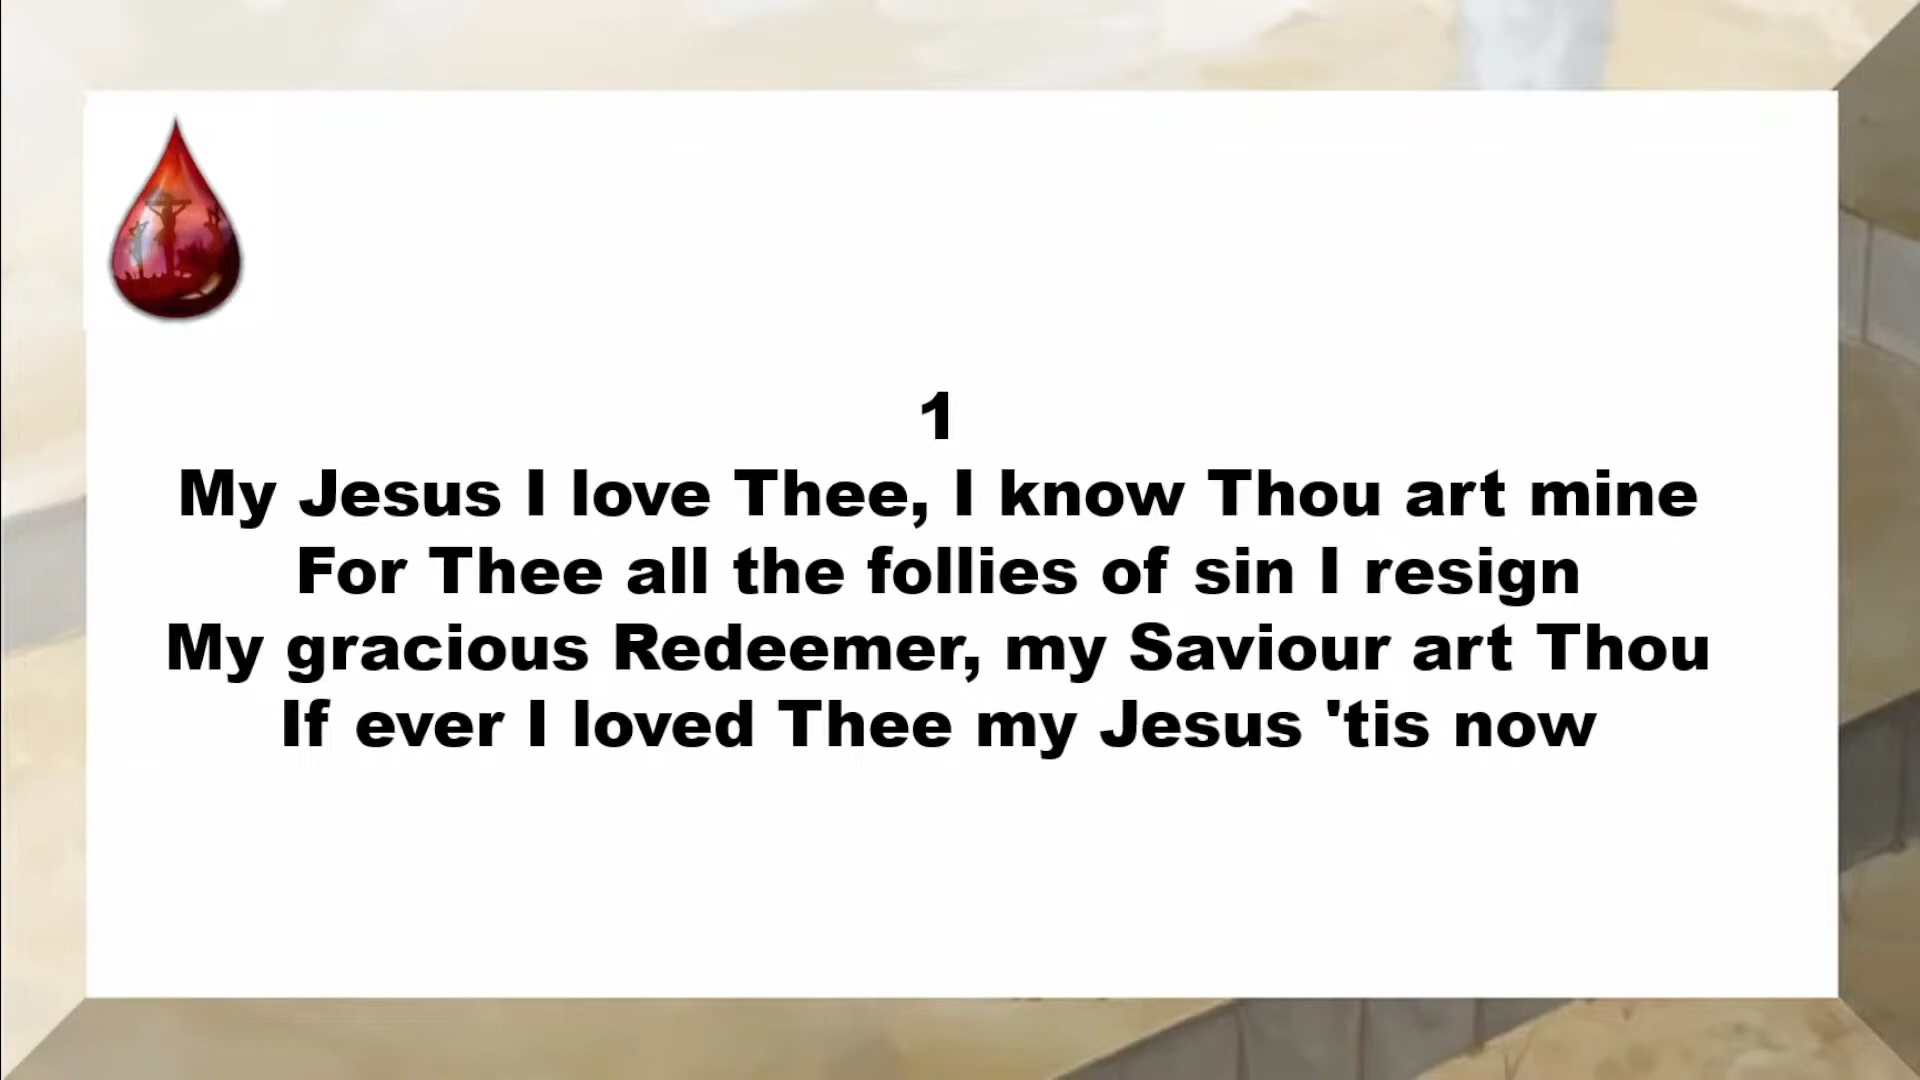 1
My Jesus I love Thee, I know Thou art mine
For Thee all the follies of sin I resign
My gracious Redeemer, my Saviour art Thou
If ever I loved Thee my Jesus 'tis now